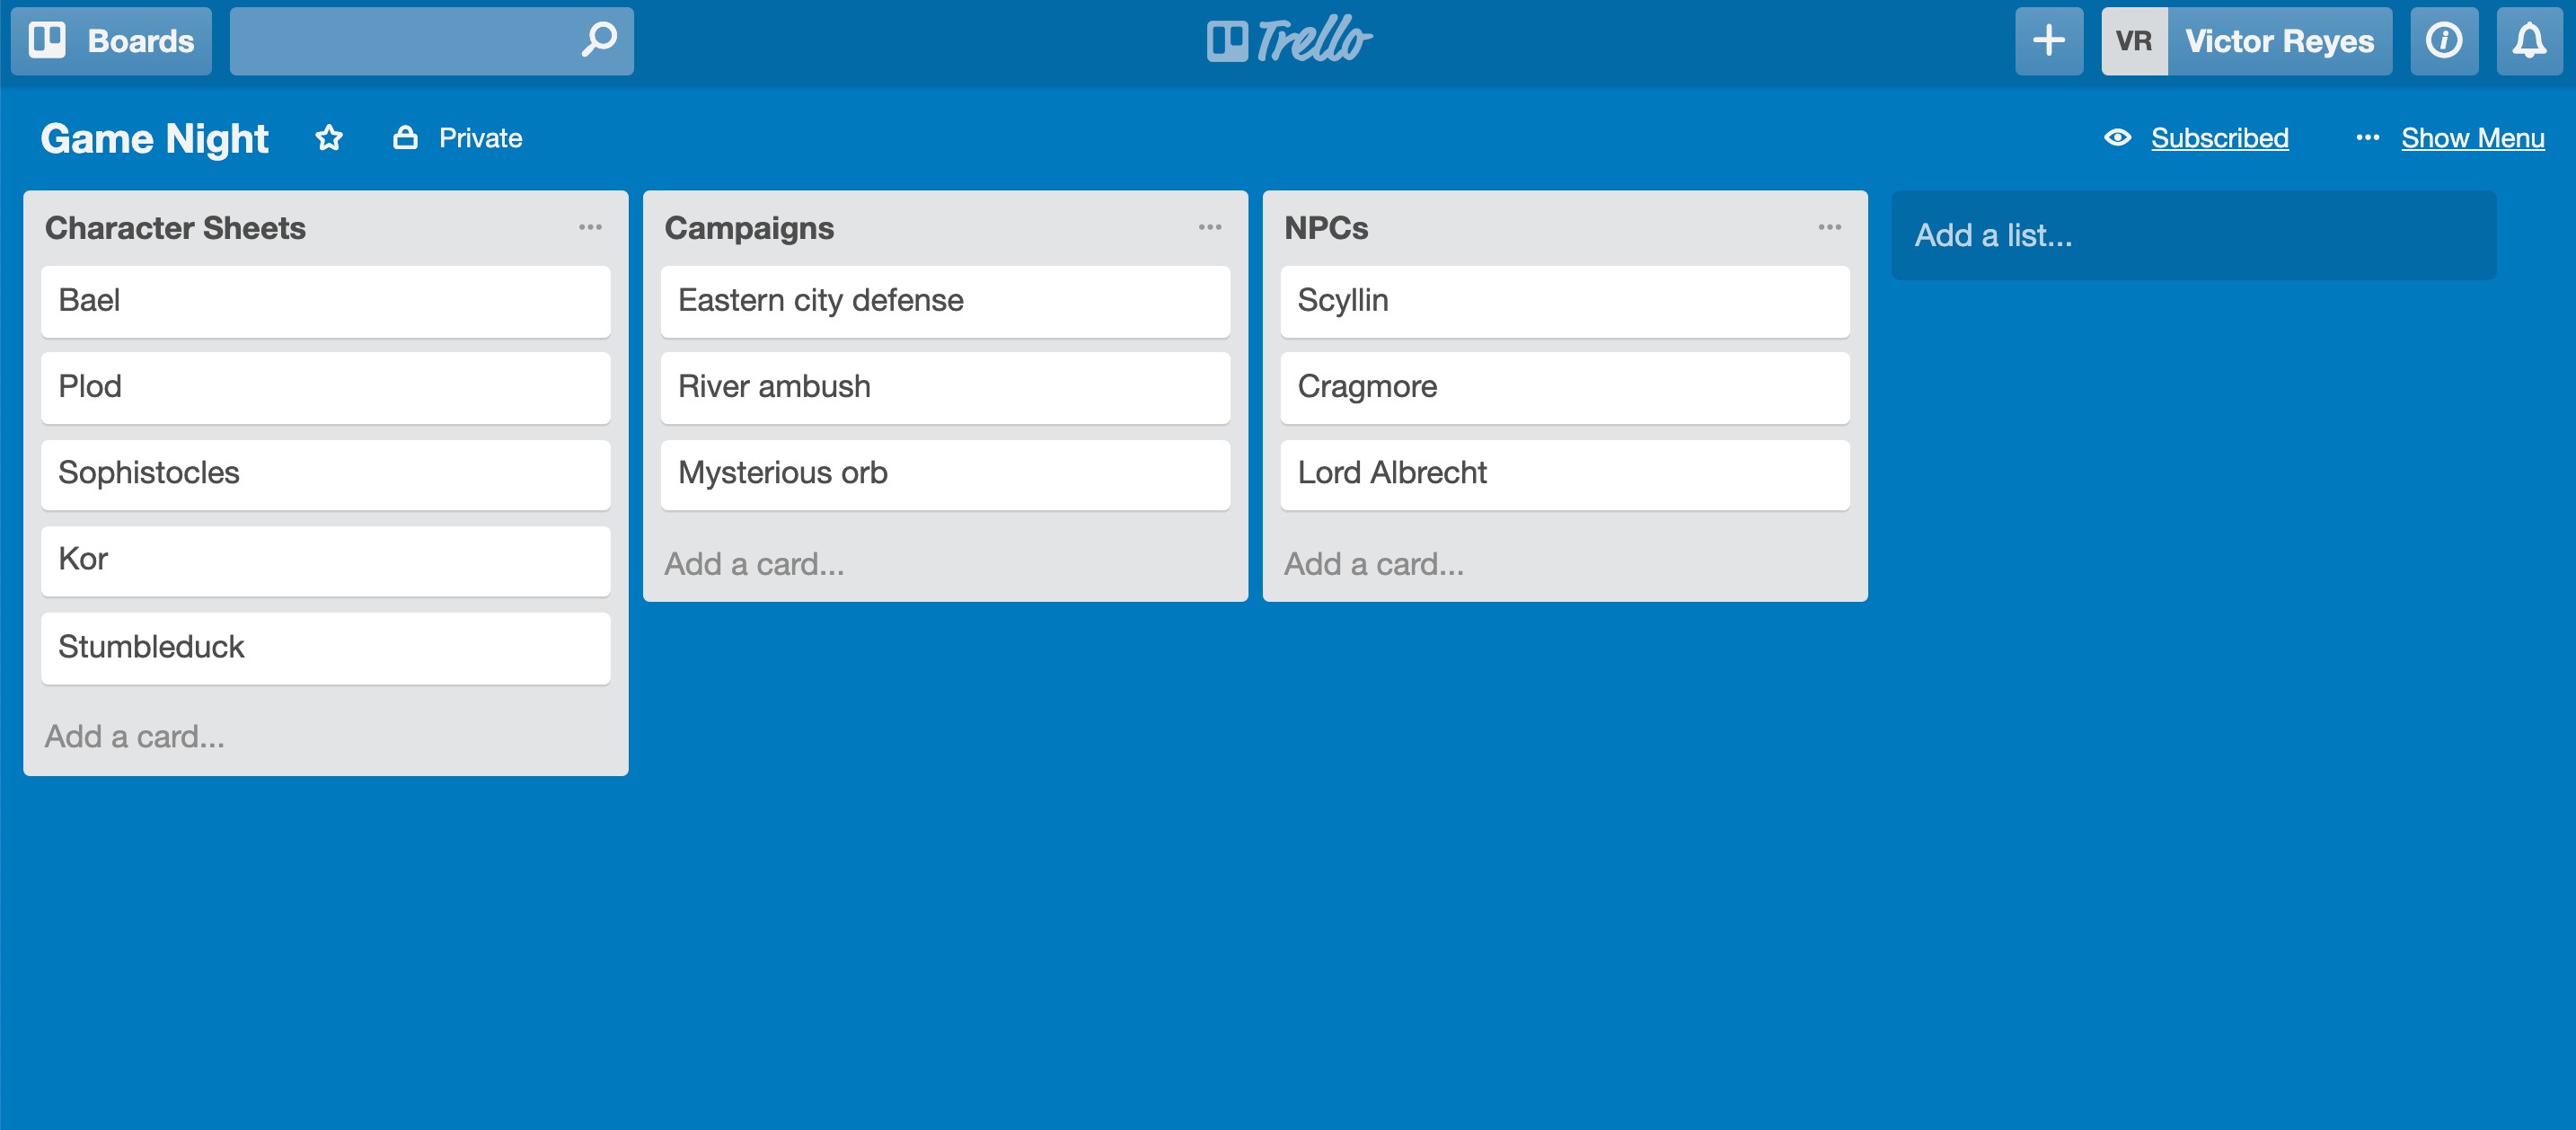 Boards
Trello
VR Victor Reyes
Game Night Private Subscribed ... Show Menu
Character Sheets ...
Bael
Plod
Sophistocles
Kor
Stumbleduck
Add a card...
Campaigns ...
Eastern city defense
River ambush
Mysterious orb
Add a card...
NPCs ...
Scyllin
Cragmore
Lord Albrecht
Add a card...
Add a list...